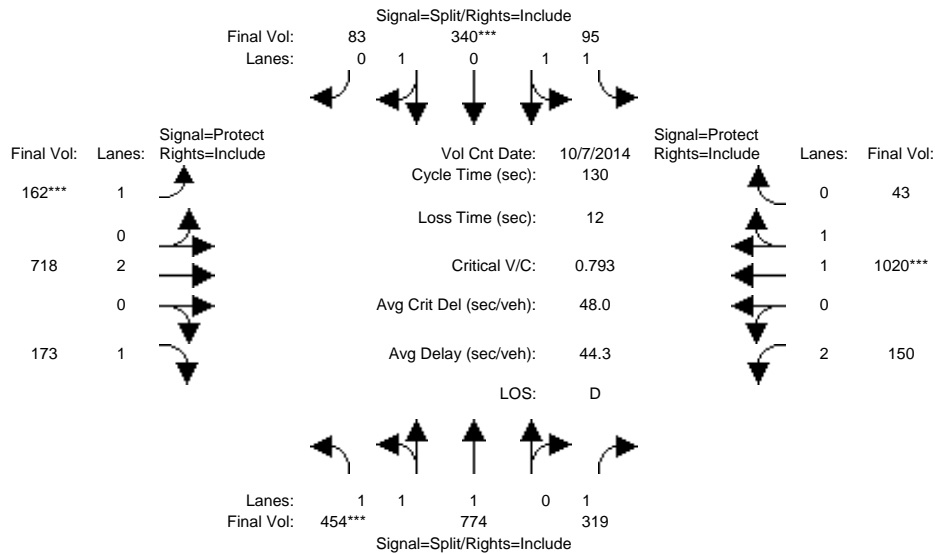 Signal=Split/Rights=Include
Final Vol: 83 340*** 95
Lanes: 0 1 0 1 1
Signal=Protect
Final Vol: Lanes: Rights=Include
Vol Cnt Date: 10/7/2014
Signal=Protect
Rights=Include Lanes: Final Vol:
Cycle Time (sec): 130
162*** 1
0 43
Loss Time (sec): 12
0
1
718 2
Critical V/C: 0.793
1 1020***
0
Avg Crit Del (sec/veh): 48.0
0
173 1
Avg Delay (sec/veh): 44.3
2 150
LOS: D
Lanes: 1 1 1 0 1
Final Vol: 454*** 774 319
Signal=Split/Rights=Include